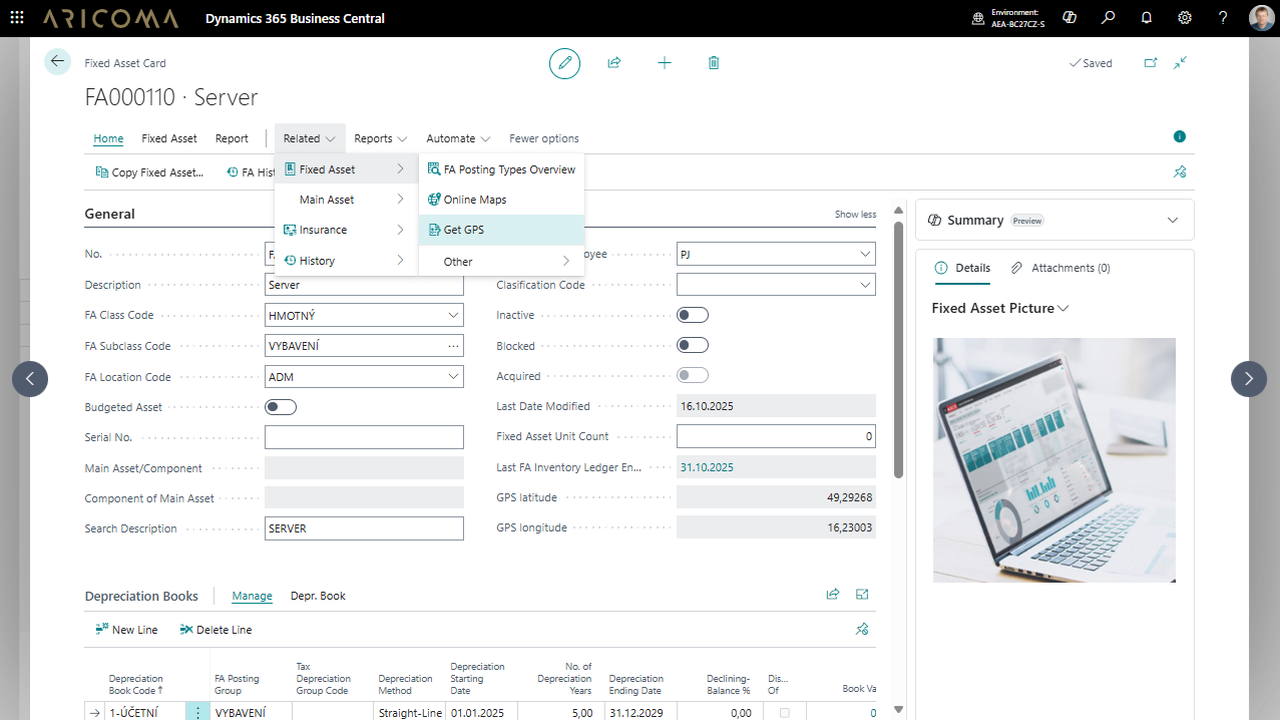 ARICOMA Dynamics 365 Business Central Environment: AEA-BC27CZ-S ?
Fixed Asset Card Saved
FA000110 · Server
Home Fixed Asset Report Related Reports Automate Fewer options
Copy Fixed Asset... FA Hist
Fixed Asset
Main Asset
Insurance
History
FA Posting Types Overview
Online Maps
Get GPS
Other
General Show less
No.
Description Server
FA Class Code HMOTNÝ
FA Subclass Code VYBAVENÍ ...
FA Location Code ADM
Budgeted Asset
Serial No.
Main Asset/Component
Component of Main Asset
Search Description SERVER
PJ
Clasification Code
Inactive
Blocked
Acquired
Last Date Modified 16.10.2025
Fixed Asset Unit Count 0
Last FA Inventory Ledger En... 31.10.2025
GPS latitude 49,29268
GPS longitude 16,23003
Summary Preview
Details Attachments (0)
Fixed Asset Picture
Depreciation Books Manage Depr. Book
New Line Delete Line
Depreciation Book Code ↑ FA Posting Group Tax Depreciation Group Code Depreciation Method Depreciation Starting Date No. of Depreciation Years Depreciation Ending Date Declining-Balance % Dis... Of Book Va
1-ÚČETNÍ VYBAVENÍ Straight-Line 01.01.2025 5,00 31.12.2029 0,00 0